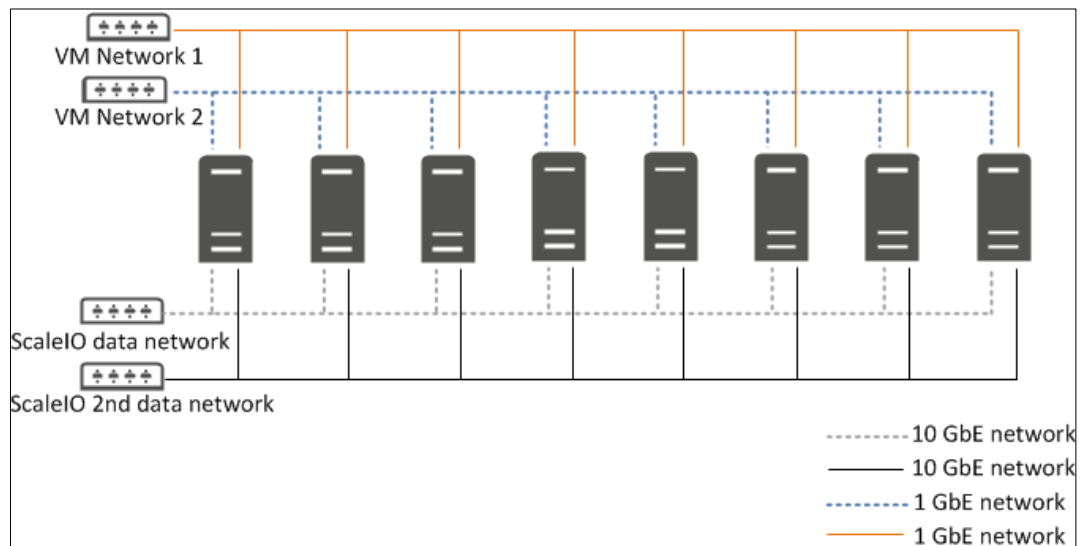 VM Network 1
VM Network 2
ScaleIO data network
ScaleIO 2nd data network
10 GbE network
10 GbE network
1 GbE network
1 GbE network